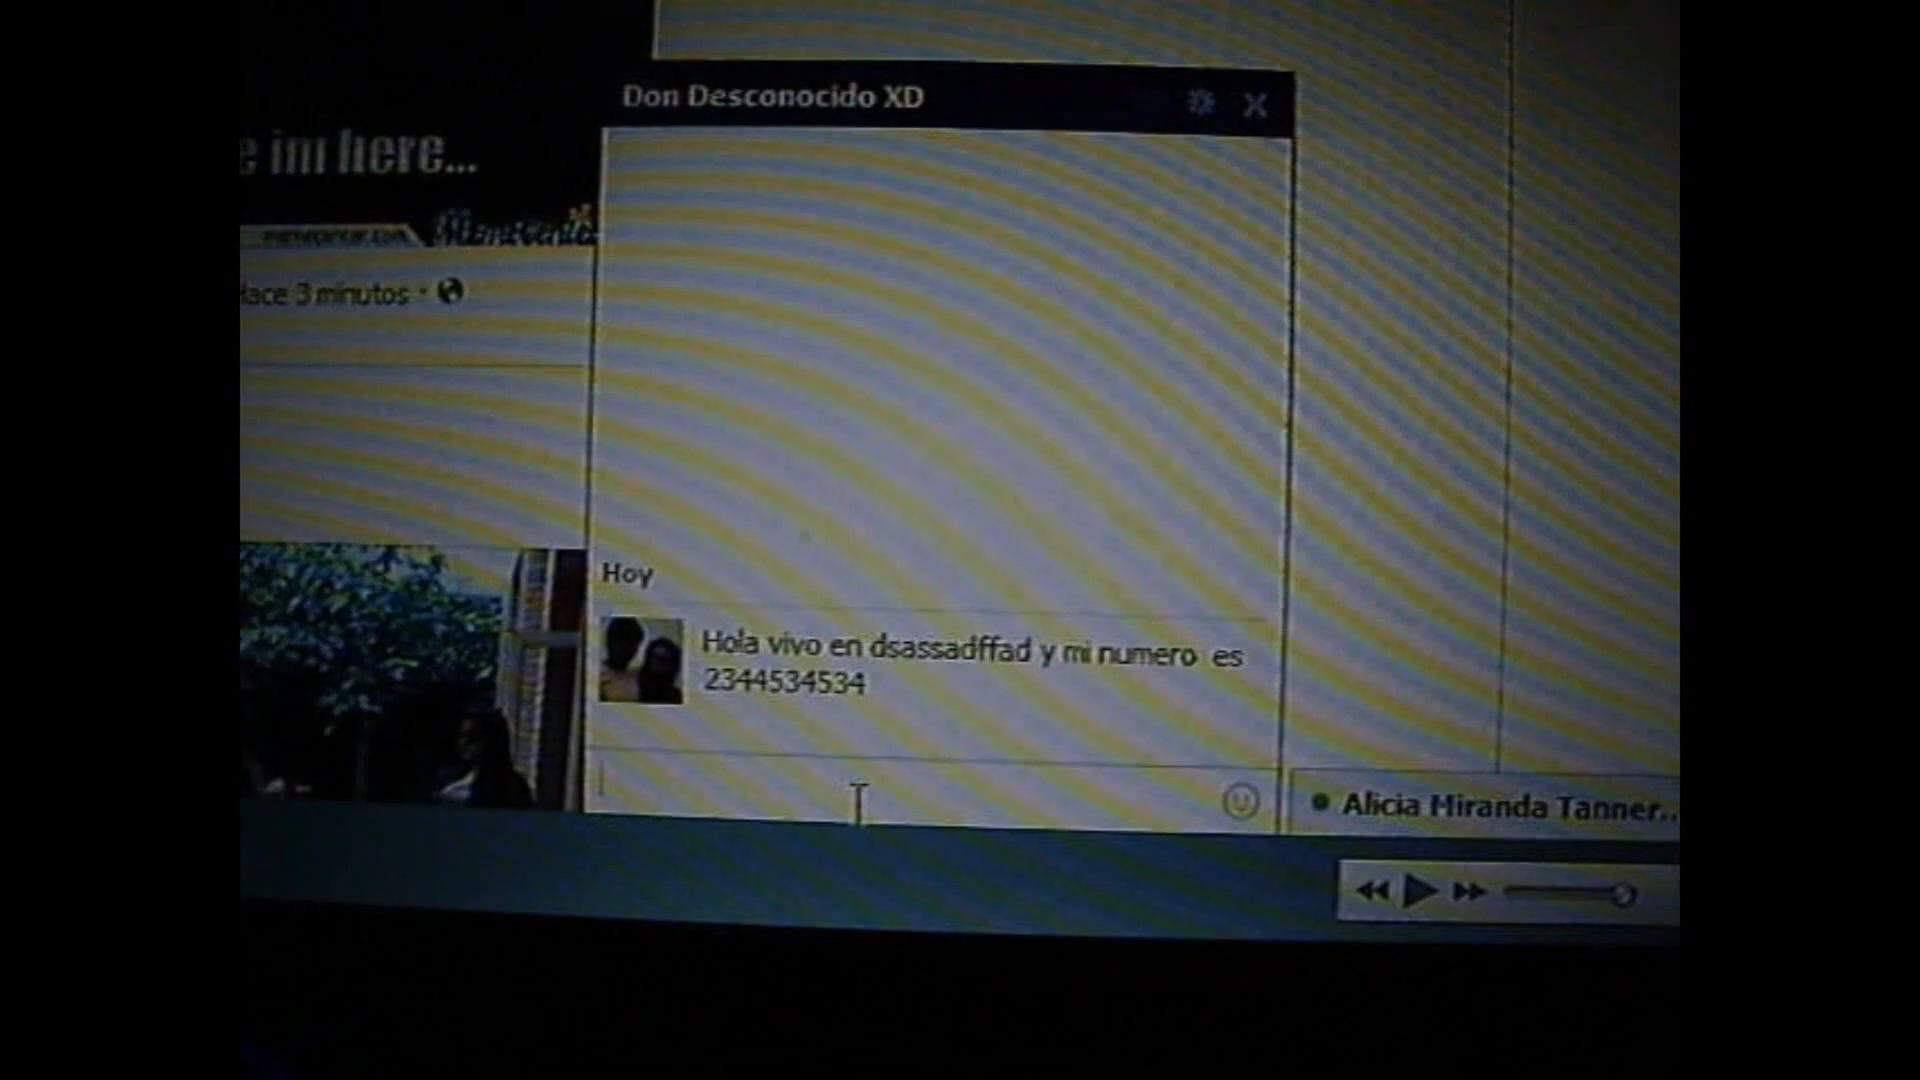 Don Desconocido XD
e im here...
Hace 3 minutos ·
Hoy
Hola vivo en dsassadffad y mi numero es
2344534534
Alicia Miranda Tanner...